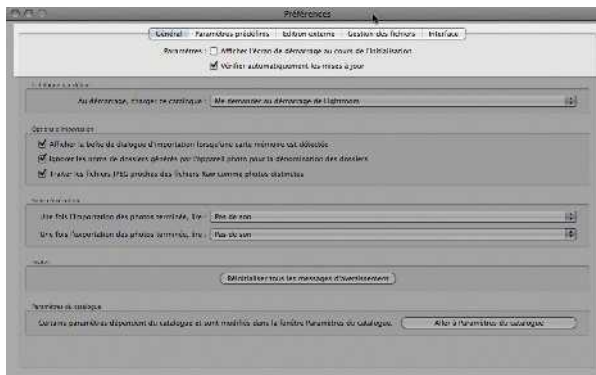 Préférences
Général Paramètres prédéfinis Edition externe Gestion des fichiers Interface
Paramètres : Afficher l'écran de démarrage au cours de l'initialisation
Vérifier automatiquement les mises à jour
Au démarrage, charger ce catalogue : Me demander au démarrage de Lightroom
Options d'importation
Afficher la boîte de dialogue d'importation lorsqu'une carte mémoire est détectée
Ignorer les noms de dossiers générés par l'appareil photo pour la dénomination des dossiers
Traiter les fichiers JPEG proches des fichiers Raw comme photos distinctes
Une fois l'importation des photos terminée, lire : Pas de son
Une fois l'exportation des photos terminée, lire : Pas de son
Réinitialiser tous les messages d'avertissement
Paramètres du catalogue
Certains paramètres dépendent du catalogue et sont modifiés dans la fenêtre Paramètres du catalogue. Aller à Paramètres du catalogue